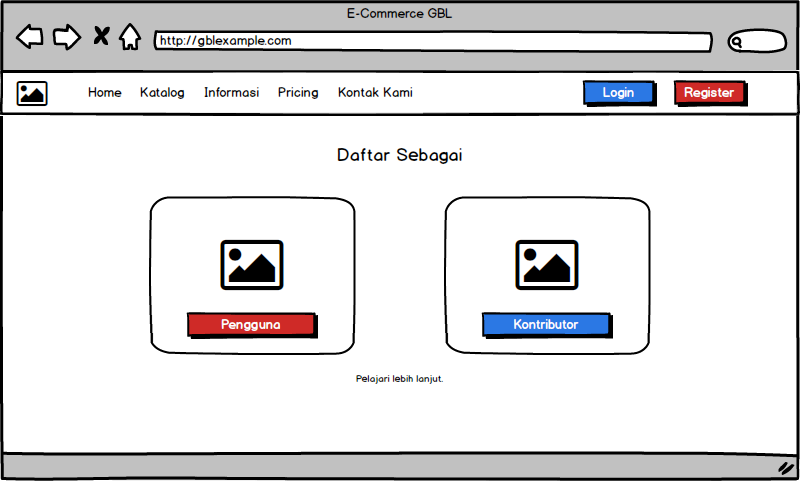 E-Commerce GBL
http://gblexample.com
Home Katalog Informasi Pricing Kontak Kami Login Register
Daftar Sebagai
Pengguna Kontributor
Pelajari lebih lanjut.